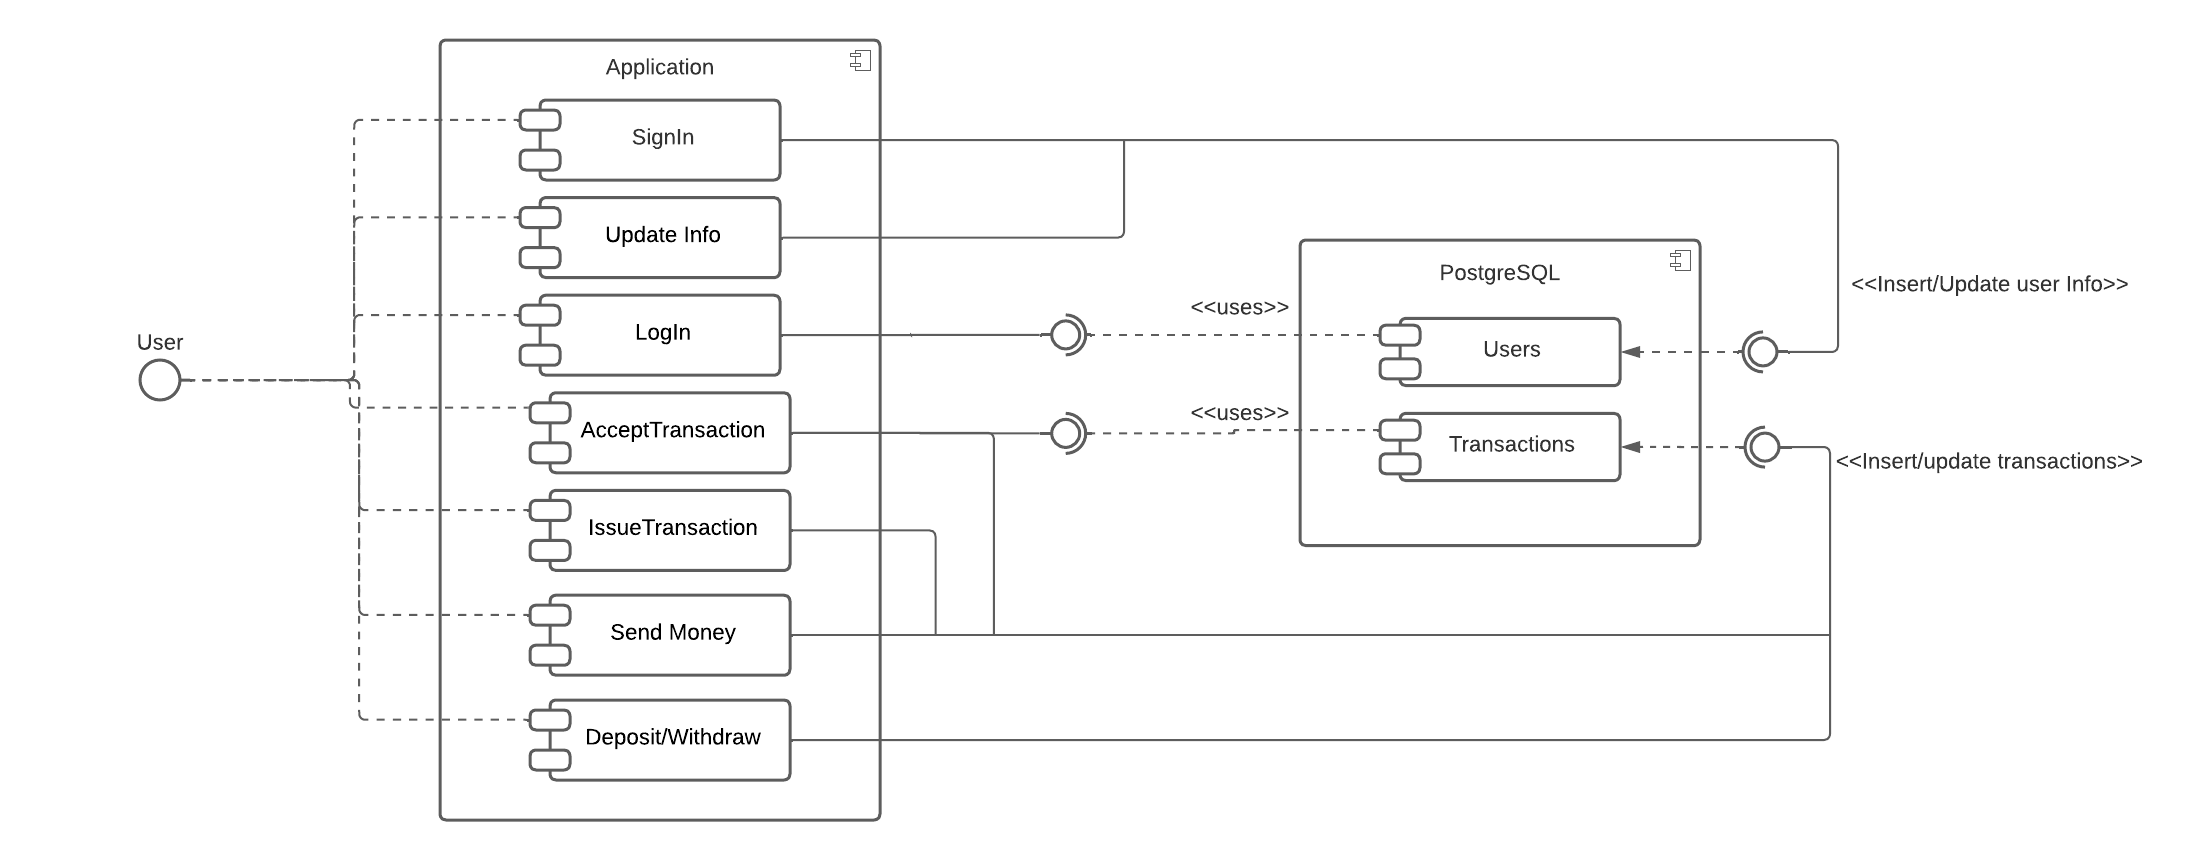 Application
SignIn
Update Info
PostgreSQL
<<Insert/Update user Info>>
<<uses>>
LogIn
User
Users
<<uses>>
AcceptTransaction
Transactions
<<Insert/update transactions>>
IssueTransaction
Send Money
Deposit/Withdraw